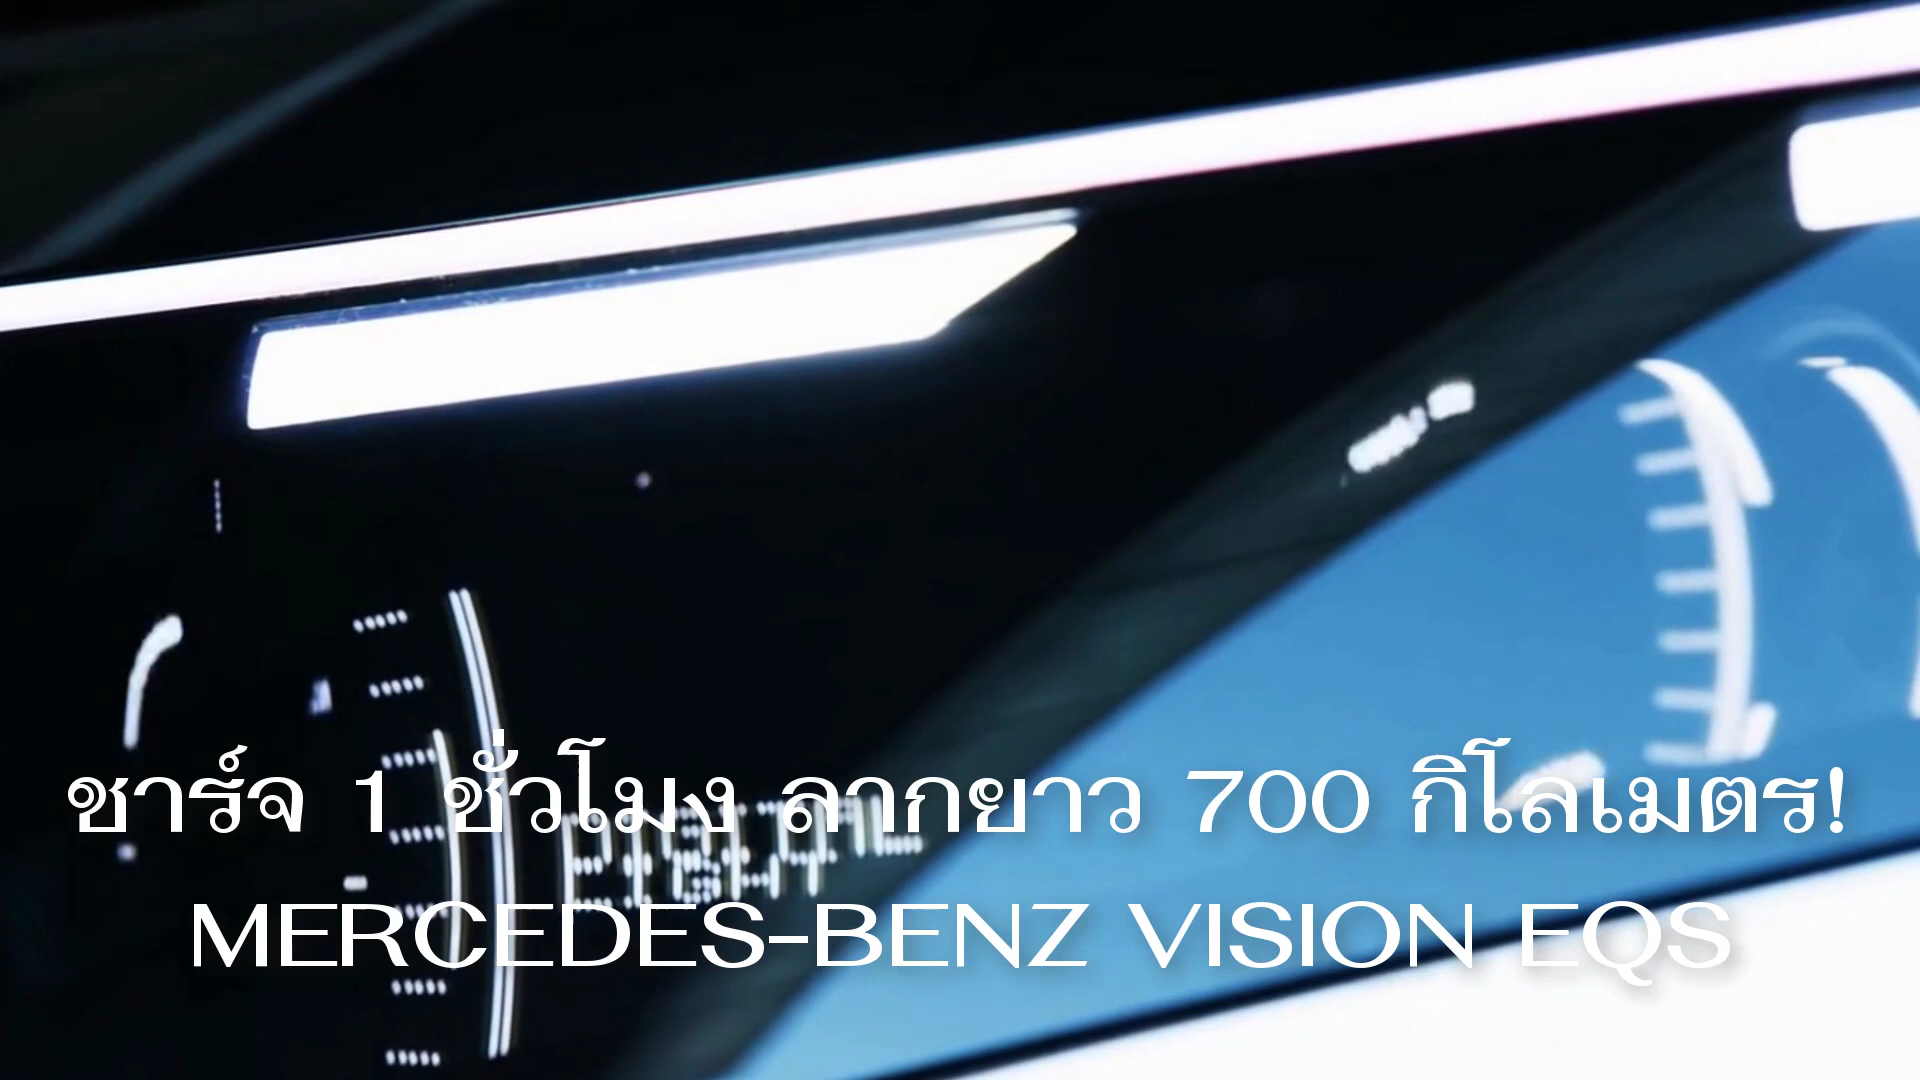 ชาร์จ 1 ชั่วโมง ลากยาว 700 กิโลเมตร!
MERCEDES-BENZ VISION EQS